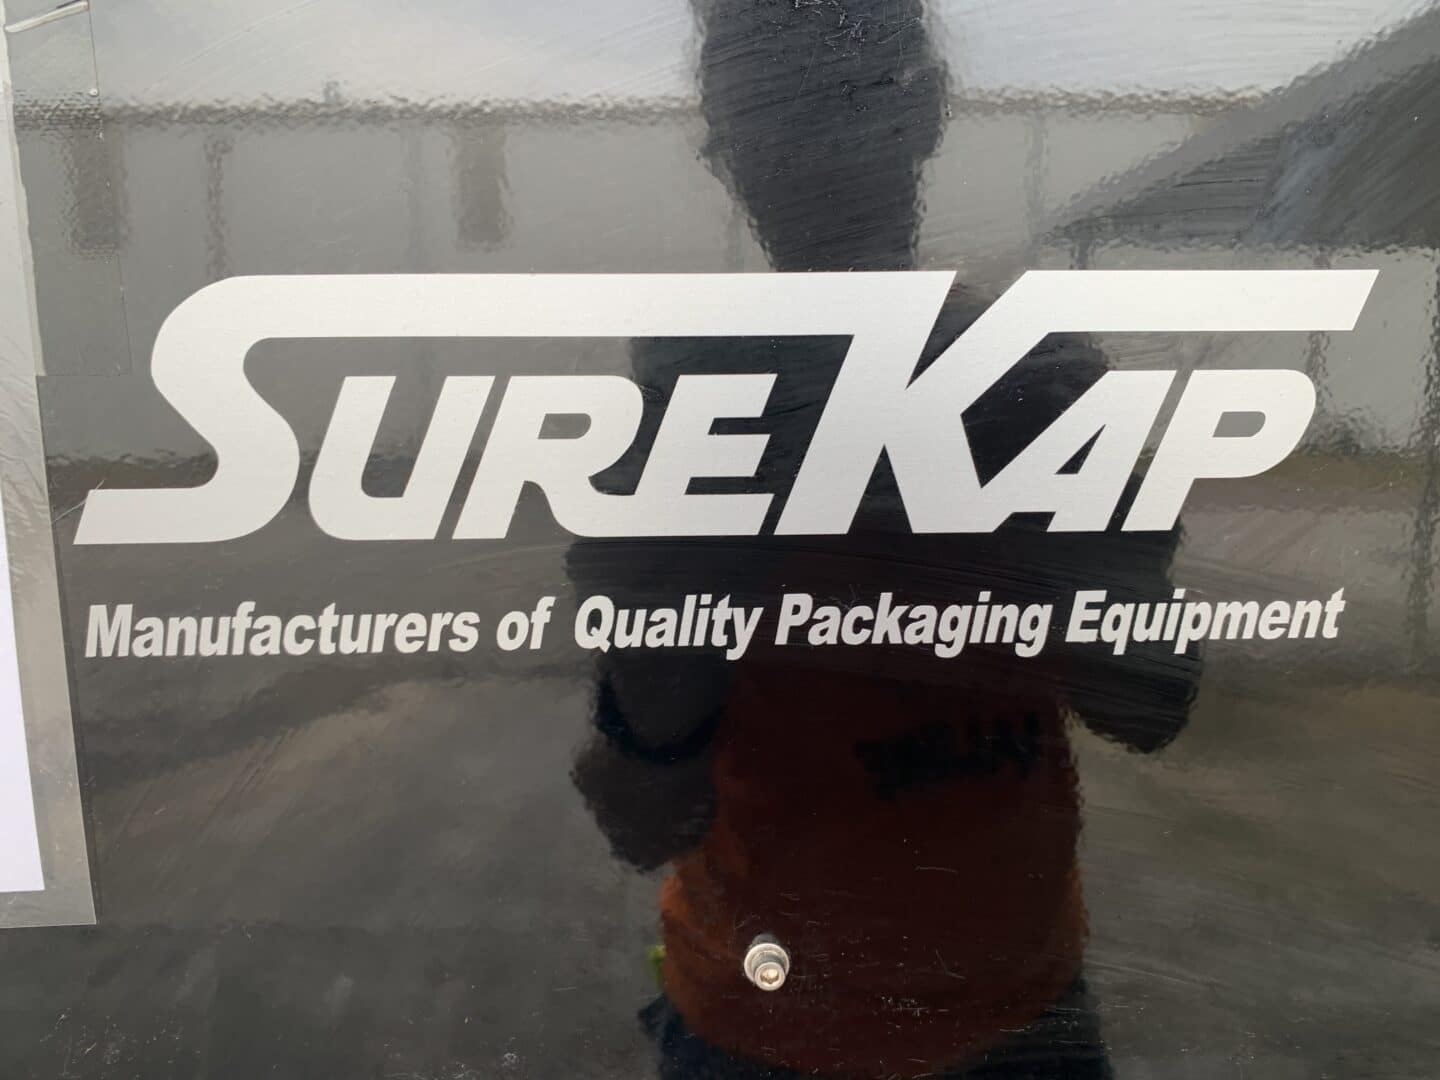 SUREKAP
Manufacturers of Quality Packaging Equipment